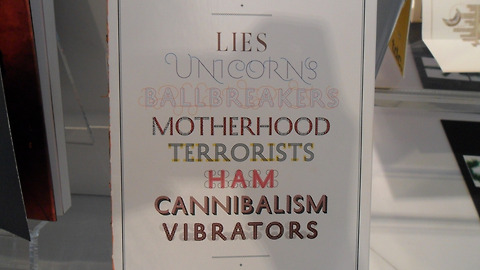 LIES
UNICORNS
BALLBREAKERS
MOTHERHOOD
TERRORISTS
HAM
CANNIBALISM
VIBRATORS